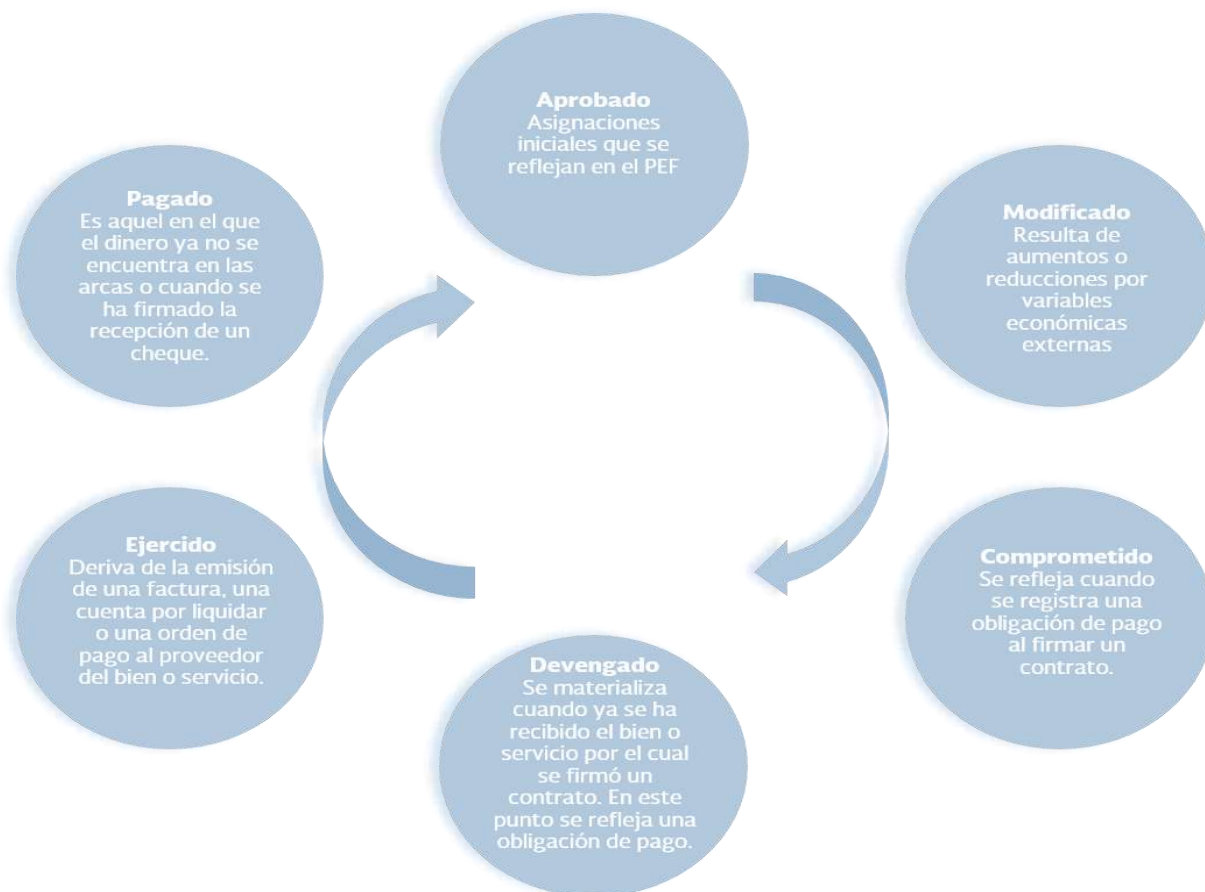 Aprobado
Asignaciones
iniciales que se
reflejan en el PEF
Modificado
Resulta de
aumentos o
reducciones por
variables
económicas
externas
Comprometido
Se refleja cuando
se registra una
obligación de pago
al firmar un
contrato.
Devengado
Se materializa
cuando ya se ha
recibido el bien o
servicio por el cual
se firmó un
contrato. En este
punto se refleja una
obligación de pago.
Ejercido
Deriva de la emisión
de una factura, una
cuenta por liquidar
o una orden de
pago al proveedor
del bien o servicio.
Pagado
Es aquel en el que
el dinero ya no se
encuentra en las
arcas o cuando se
ha firmado la
recepción de un
cheque.